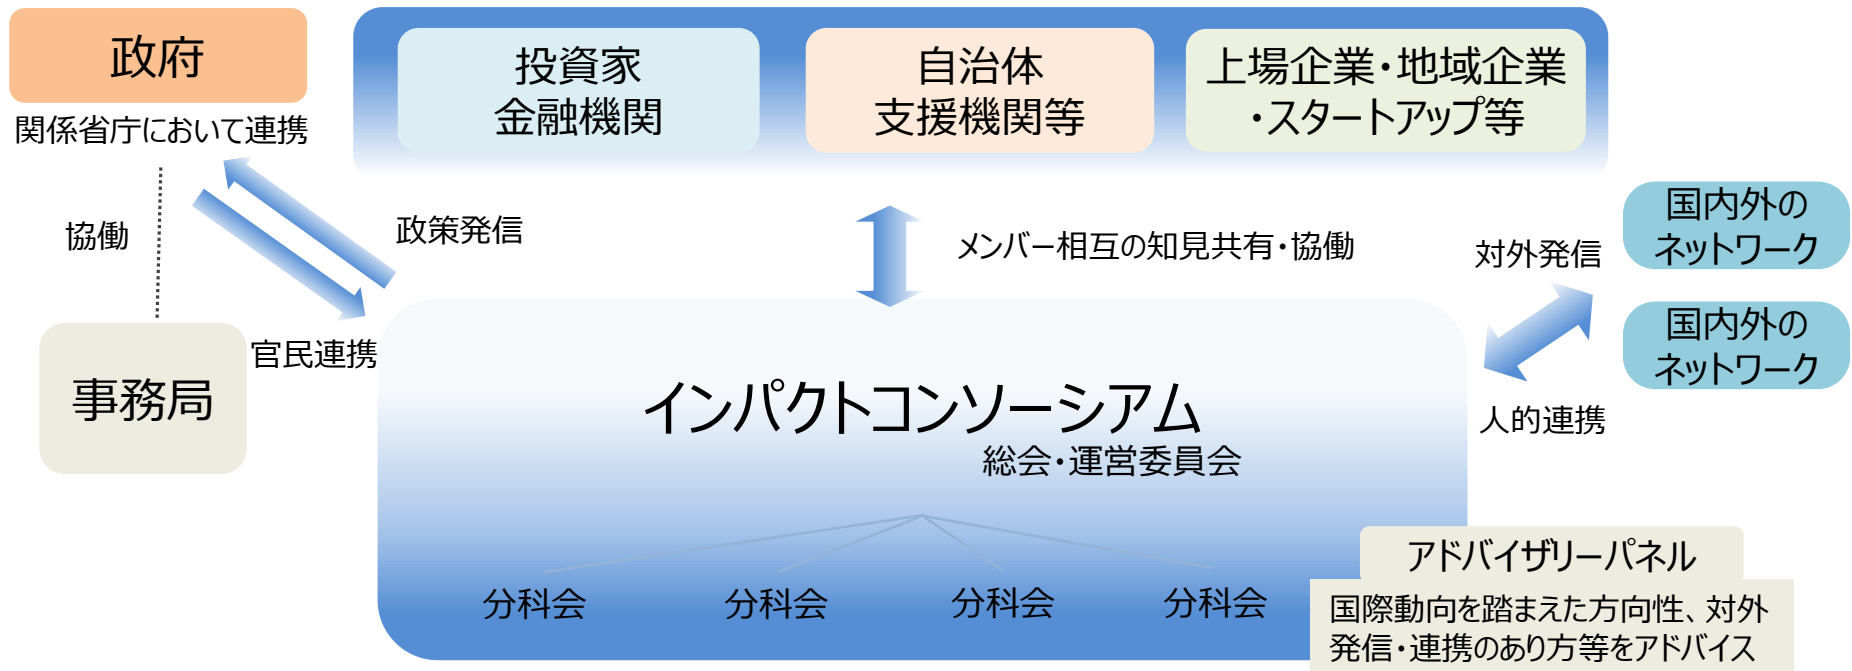 政府
関係省庁において連携
投資家
金融機関
自治体
支援機関等
上場企業・地域企業
・スタートアップ等
協働
政策発信
官民連携
メンバー相互の知見共有・協働
対外発信
国内外の
ネットワーク
国内外の
ネットワーク
人的連携
事務局
インパクトコンソーシアム
総会・運営委員会
分科会
分科会
分科会
分科会
アドバイザリーパネル
国際動向を踏まえた方向性、対外
発信・連携のあり方等をアドバイス